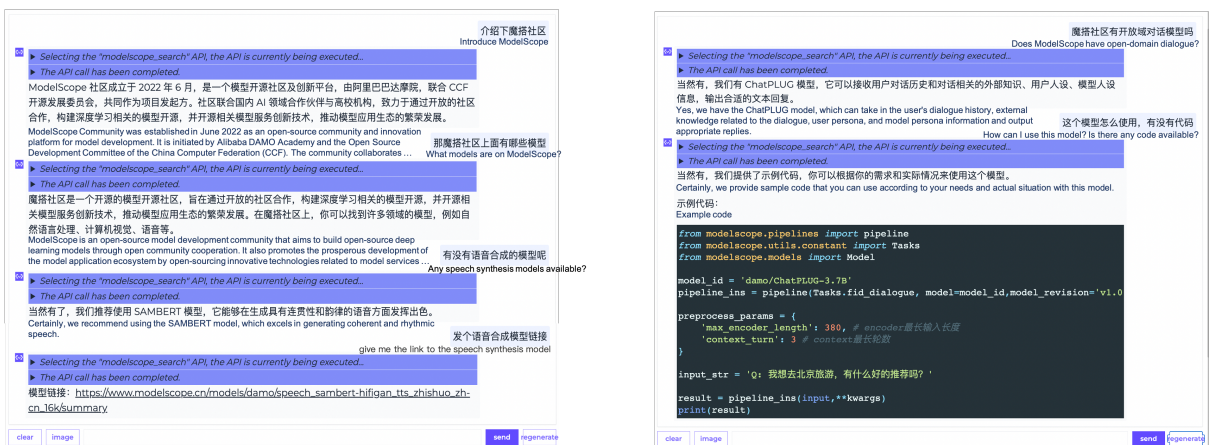 介绍下魔搭社区
Introduce ModelScope
Selecting the "modelscope_search" API, the API is currently being executed...
The API call has been completed.
ModelScope 社区成立于 2022 年 6 月，是一个模型开源社区及创新平台，由阿里巴巴达摩院，联合 CCF
开源发展委员会，共同作为项目发起方。社区联合国内 AI 领域合作伙伴与高校机构，致力于通过开放的社区
合作，构建深度学习相关的模型开源，并开源相关模型服务创新技术，推动模型应用生态的繁荣发展。
ModelScope Community was established in June 2022 as an open-source community and innovation
platform for model development. It is initiated by Alibaba DAMO Academy and the Open Source
Development Committee of the China Computer Federation (CCF). The community collaborates ...
那魔搭社区上面有哪些模型
What models are on ModelScope?
Selecting the "modelscope_search" API, the API is currently being executed...
The API call has been completed.
魔搭社区是一个开源的模型开源社区，旨在通过开放的社区合作，构建深度学习相关的模型开源，并开源相
关模型服务创新技术，推动模型应用生态的繁荣发展。在魔搭社区上，你可以找到许多领域的模型，例如自
然语言处理、计算机视觉、语音等。
ModelScope is an open-source model development community that aims to build open-source deep
learning models through open community cooperation. It also promotes the prosperous development of
the model application ecosystem by open-sourcing innovative technologies related to model services ...
有没有语音合成的模型呢
Any speech synthesis models available?
Selecting the "modelscope_search" API, the API is currently being executed...
The API call has been completed.
当然有了，我们推荐使用 SAMBERT 模型，它能够在生成具有连贯性和韵律的语音方面发挥出色。
Certainly, we recommend using the SAMBERT model, which excels in generating coherent and rhythmic
speech.
发个语音合成模型链接
give me the link to the speech synthesis model
Selecting the "modelscope_search" API, the API is currently being executed...
The API call has been completed.
模型链接：https://www.modelscope.cn/models/damo/speech_sambert-hifigan_tts_zhishuo_zh-
cn_16k/summary
clear image send regenerate
魔搭社区有开放域对话模型吗
Does ModelScope have open-domain dialogue?
Selecting the "modelscope_search" API, the API is currently being executed...
The API call has been completed.
当然有，我们有 ChatPLUG 模型，它可以接收用户对话历史和对话相关的外部知识、用户人设、模型人设
信息，输出合适的文本回复。
Yes, we have the ChatPLUG model, which can take in the user's dialogue history, external
knowledge related to the dialogue, user persona, and model persona information and output
appropriate replies.
这个模型怎么使用，有没有代码
How can I use this model? Is there any code available?
Selecting the "modelscope_search" API, the API is currently being executed...
The API call has been completed.
当然有，我们提供了示例代码，你可以根据你的需求和实际情况来使用这个模型。
Certainly, we provide sample code that you can use according to your needs and actual situation with this model.
示例代码：
Example code
from modelscope.pipelines import pipeline
from modelscope.utils.constant import Tasks
from modelscope.models import Model
model_id = 'damo/ChatPLUG-3.7B'
pipeline_ins = pipeline(Tasks.fid_dialogue, model=model_id,model_revision='v1.0
preprocess_params = {
'max_encoder_length': 380, # encoder最长输入长度
'context_turn': 3 # context最长轮数
}
input_str = 'Q: 我想去北京旅游，有什么好的推荐吗？'
result = pipeline_ins(input,**kwargs)
print(result)
clear image send regenerate